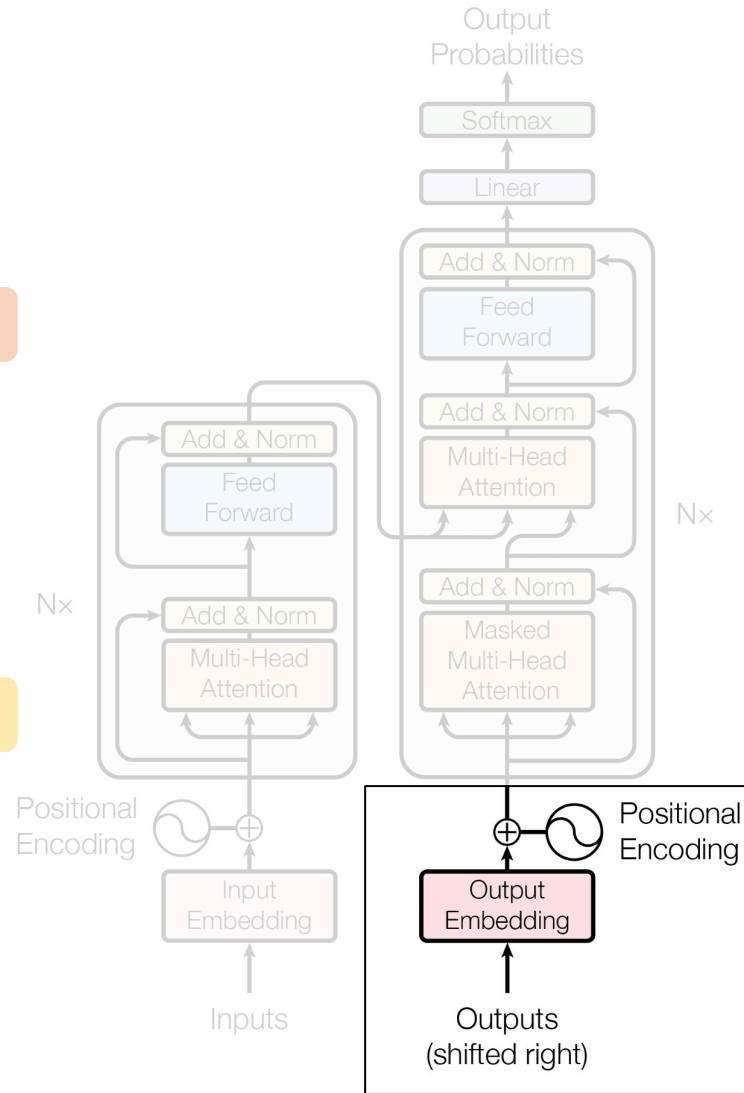 Output
Probabilities
Softmax
Linear
Add & Norm
Feed
Forward
Add & Norm
Multi-Head
Attention
Nx
Add & Norm
Masked
Multi-Head
Attention
Add & Norm
Feed
Forward
Nx
Add & Norm
Multi-Head
Attention
Positional
Encoding
Input
Embedding
Inputs
Positional
Encoding
Output
Embedding
Outputs
(shifted right)